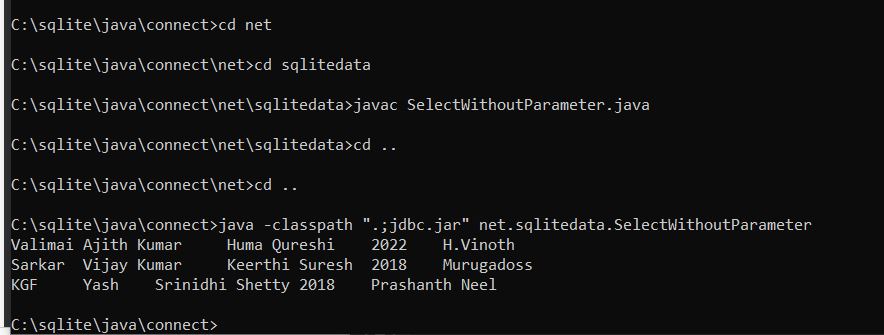 C:\sqlite\java\connect>cd net
C:\sqlite\java\connect\net>cd sqlitedata
C:\sqlite\java\connect\net\sqlitedata>javac SelectWithoutParameter.java
C:\sqlite\java\connect\net\sqlitedata>cd ..
C:\sqlite\java\connect\net>cd ..
C:\sqlite\java\connect>java -classpath ".;jdbc.jar" net.sqlitedata.SelectWithoutParameter
Valimai Ajith Kumar     Huma Qureshi    2022    H.Vinoth
Sarkar  Vijay Kumar     Keerthi Suresh  2018    Murugadoss
KGF     Yash    Srinidhi Shetty 2018    Prashanth Neel
C:\sqlite\java\connect>